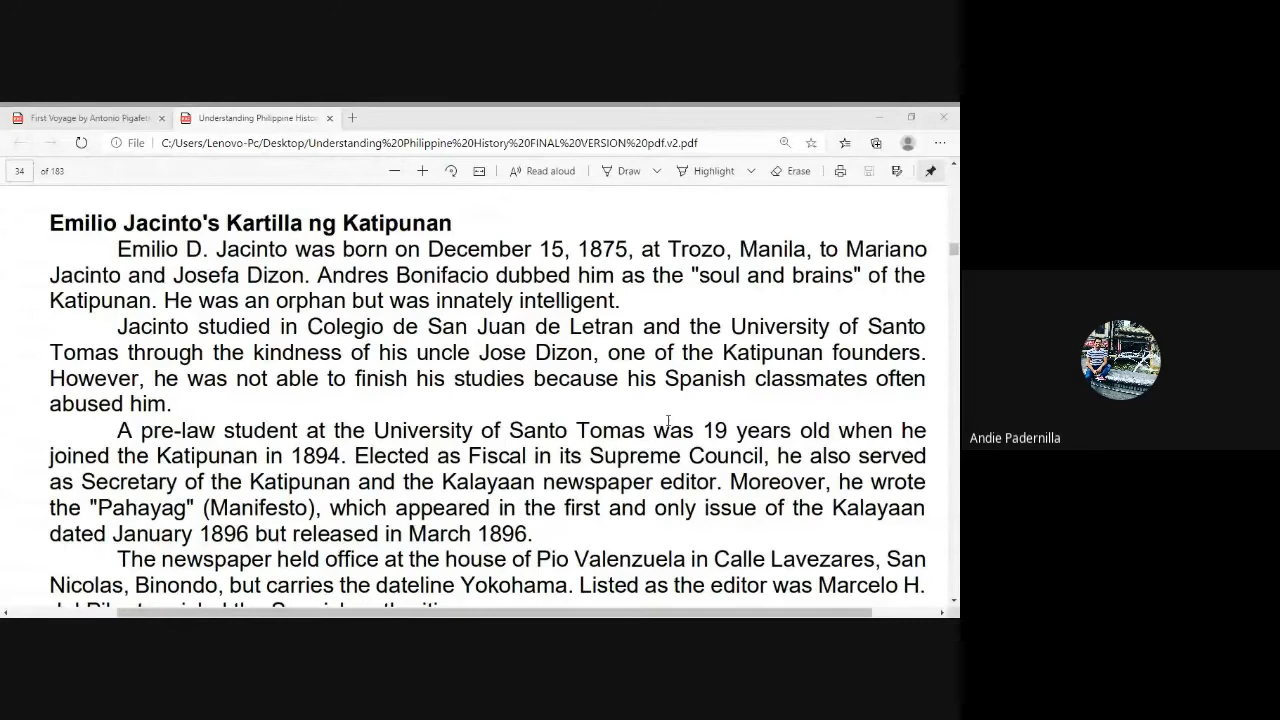 First Voyage by Antonio Pigafett
Understanding Philippine Histor
File
C:/Users/Lenovo-Pc/Desktop/Understanding%20Philippine%20History%20FINAL%20VERSION%20pdf.v2.pdf
34 of 183
Read aloud
Draw
Highlight
Erase
Emilio Jacinto's Kartilla ng Katipunan
Emilio D. Jacinto was born on December 15, 1875, at Trozo, Manila, to Mariano
Jacinto and Josefa Dizon. Andres Bonifacio dubbed him as the "soul and brains" of the
Katipunan. He was an orphan but was innately intelligent.
Jacinto studied in Colegio de San Juan de Letran and the University of Santo
Tomas through the kindness of his uncle Jose Dizon, one of the Katipunan founders.
However, he was not able to finish his studies because his Spanish classmates often
abused him.
A pre-law student at the University of Santo Tomas was 19 years old when he
joined the Katipunan in 1894. Elected as Fiscal in its Supreme Council, he also served
as Secretary of the Katipunan and the Kalayaan newspaper editor. Moreover, he wrote
the "Pahayag" (Manifesto), which appeared in the first and only issue of the Kalayaan
dated January 1896 but released in March 1896.
The newspaper held office at the house of Pio Valenzuela in Calle Lavezares, San
Nicolas, Binondo, but carries the dateline Yokohama. Listed as the editor was Marcelo H.
Andie Padernilla